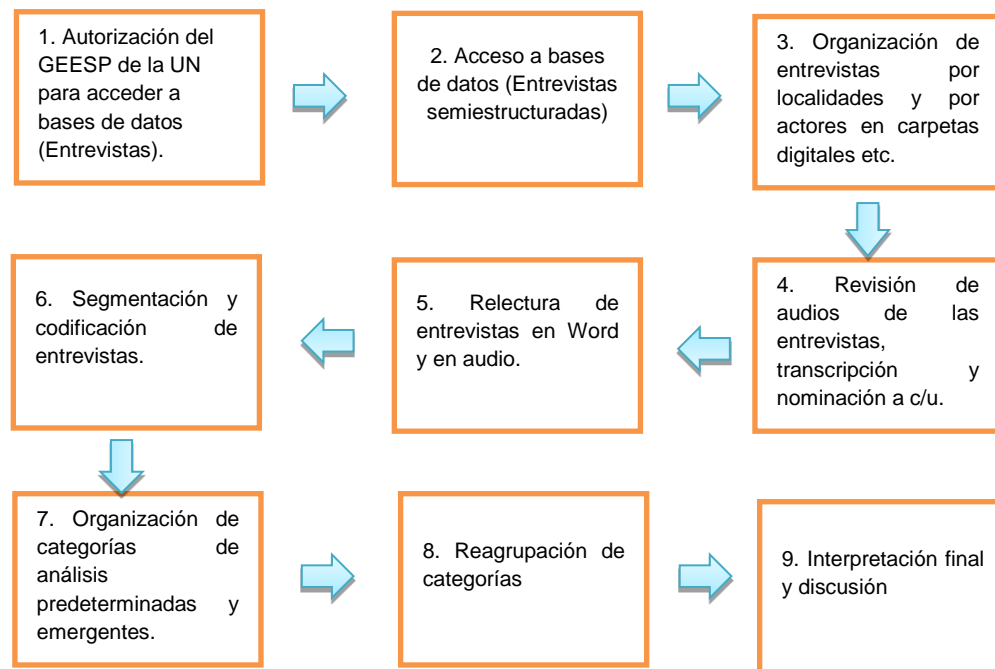 1. Autorización del
GEESP de la UN
para acceder a
bases de datos
(Entrevistas).
2. Acceso a bases
de datos (Entrevistas
semiestructuradas)
3. Organización de
entrevistas por
localidades y por
actores en carpetas
digitales etc.
4. Revisión de
audios de las
entrevistas,
transcripción y
nominación a c/u.
5. Relectura de
entrevistas en Word
y en audio.
6. Segmentación y
codificación de
entrevistas.
7. Organización de
categorías de
análisis
predeterminadas y
emergentes.
8. Reagrupación de
categorías
9. Interpretación final
y discusión